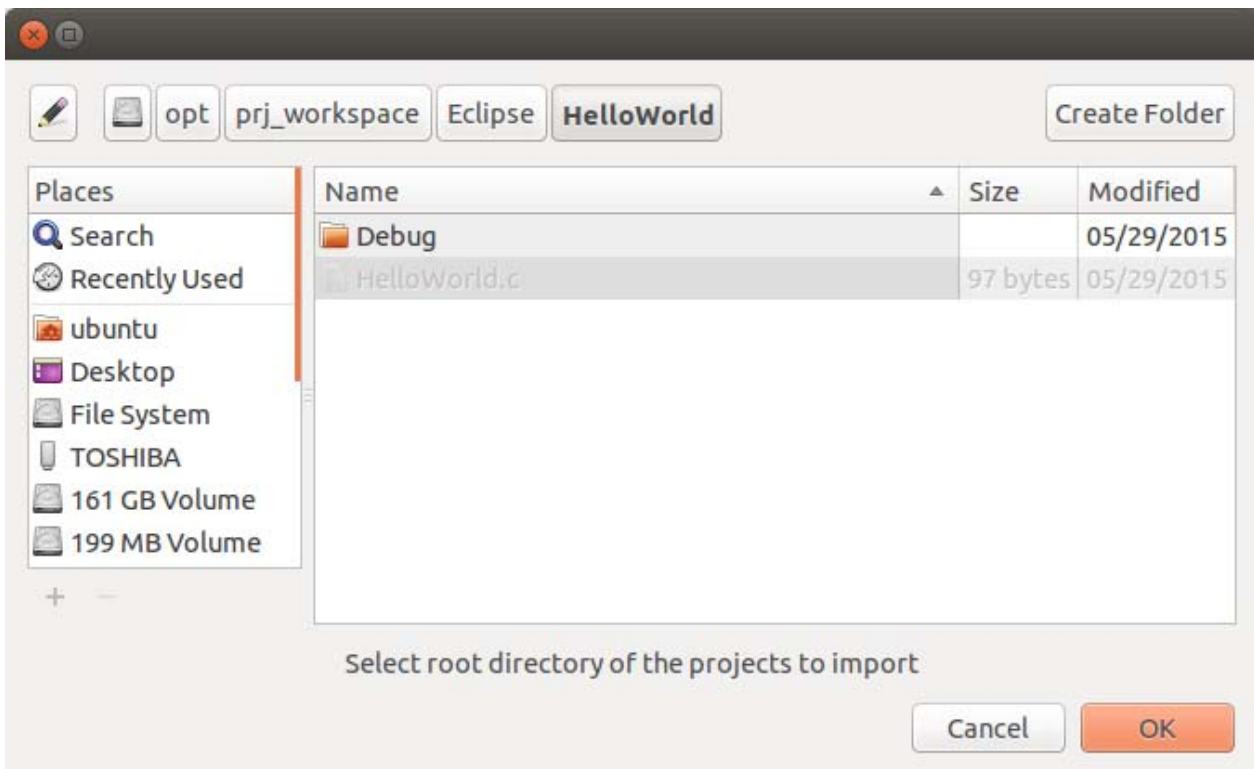 opt prj_workspace Eclipse HelloWorld Create Folder
Places
Search
Recently Used
ubuntu
Desktop
File System
TOSHIBA
161 GB Volume
199 MB Volume
Name Size Modified
Debug 05/29/2015
HelloWorld.c 97 bytes 05/29/2015
Select root directory of the projects to import
Cancel OK